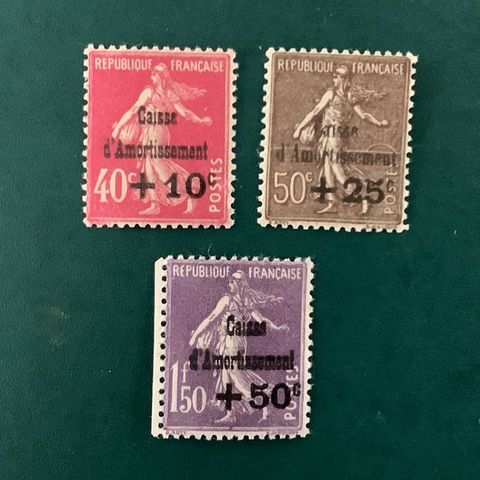 REPUBLIQUE FRANÇAISE
Caisse
d'Amortissement
40c +10c
POSTES
REPUBLIQUE FRANÇAISE
Caisse
d'Amortissement
50c +25c
POSTES
REPUBLIQUE FRANÇAISE
Caisse
d'Amortissement
1f50 +50c
POSTES